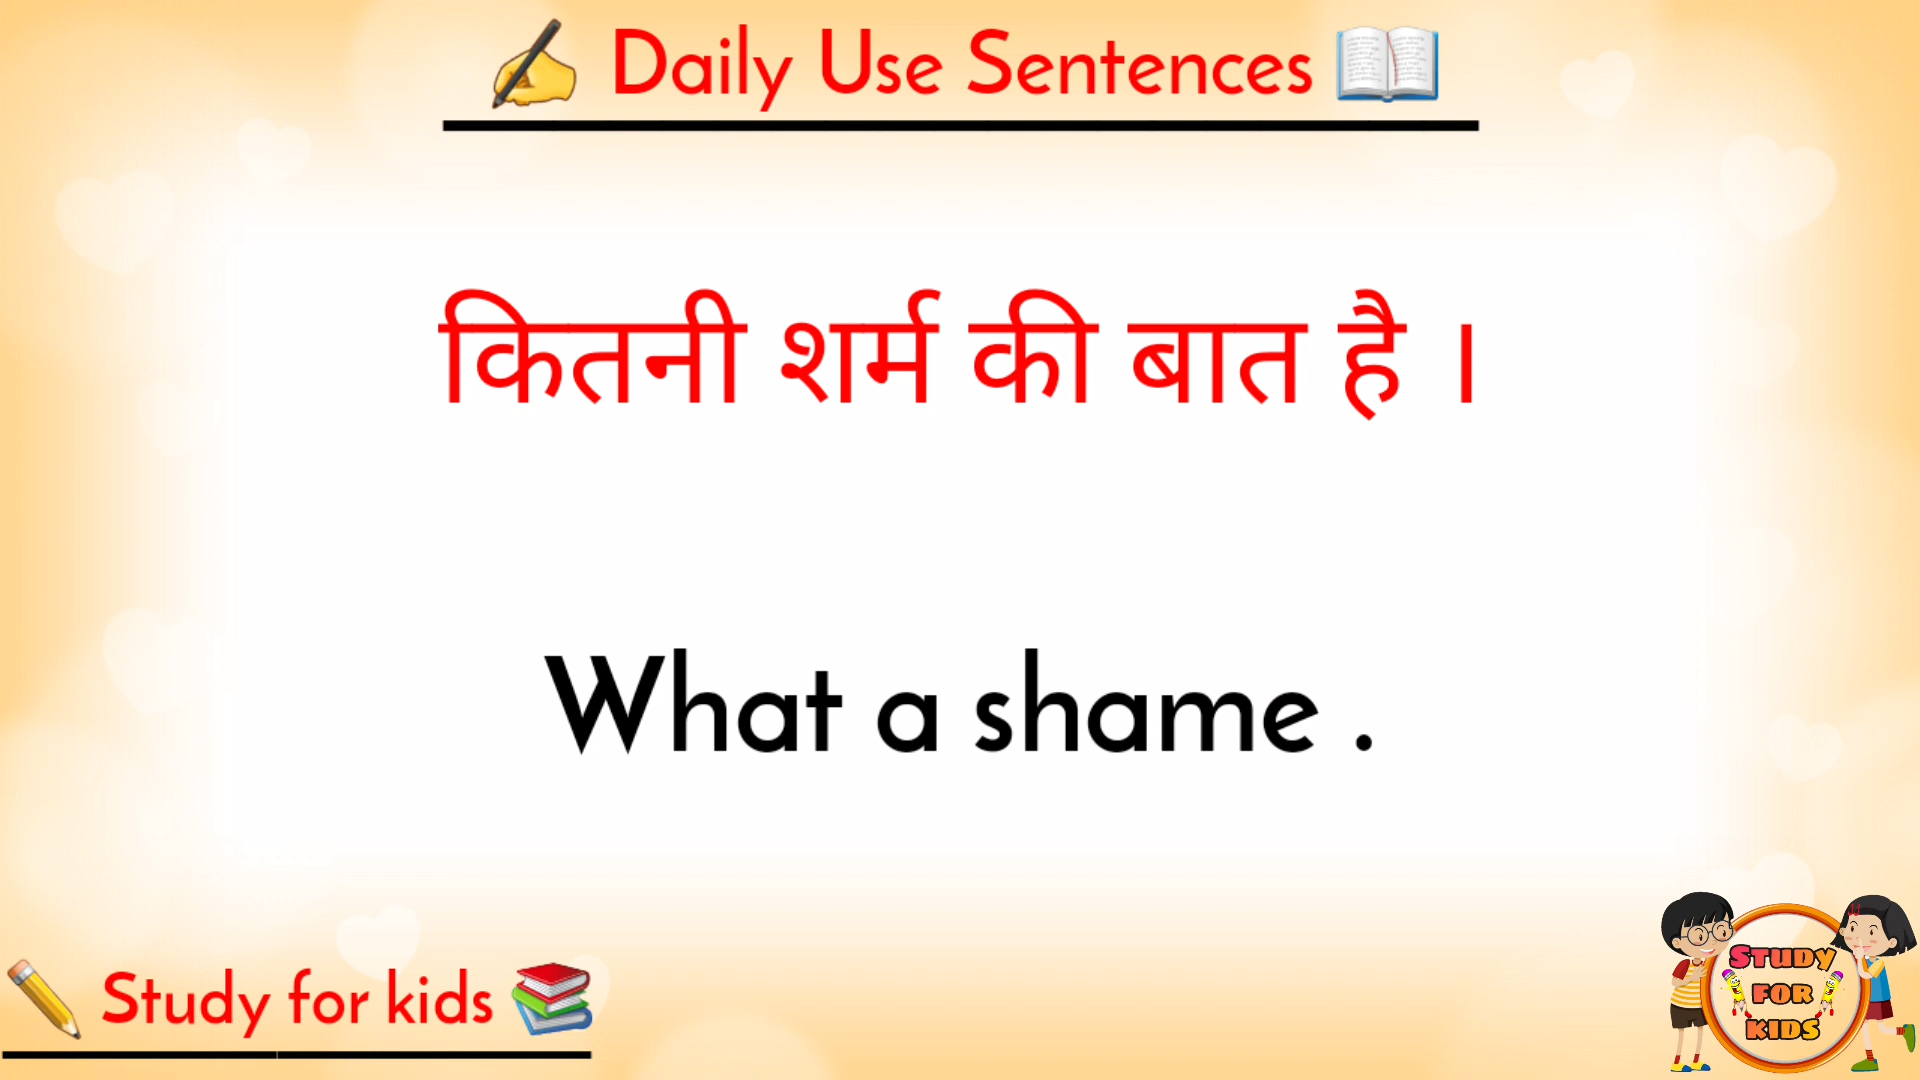 ✍ Daily Use Sentences 📖
कितनी शर्म की बात है ।
What a shame .
✏ Study for kids 📚
STUDY
FOR
KIDS